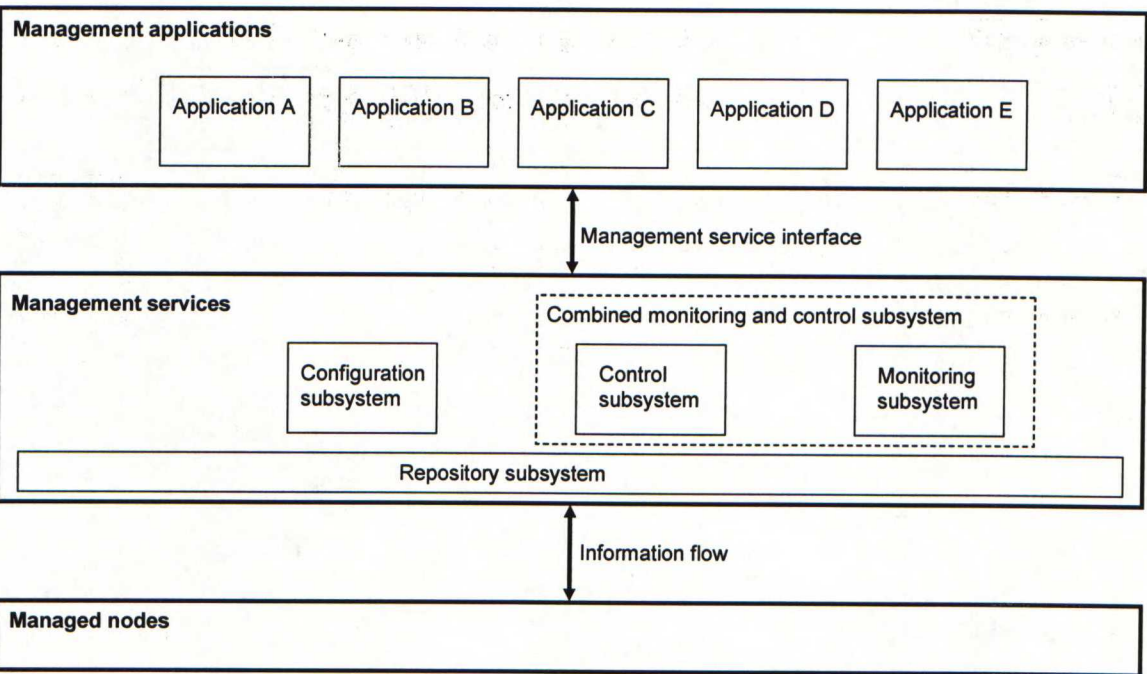 Management applications
Application A
Application B
Application C
Application D
Application E
Management service interface
Management services
Combined monitoring and control subsystem
Configuration
subsystem
Control
subsystem
Monitoring
subsystem
Repository subsystem
Information flow
Managed nodes